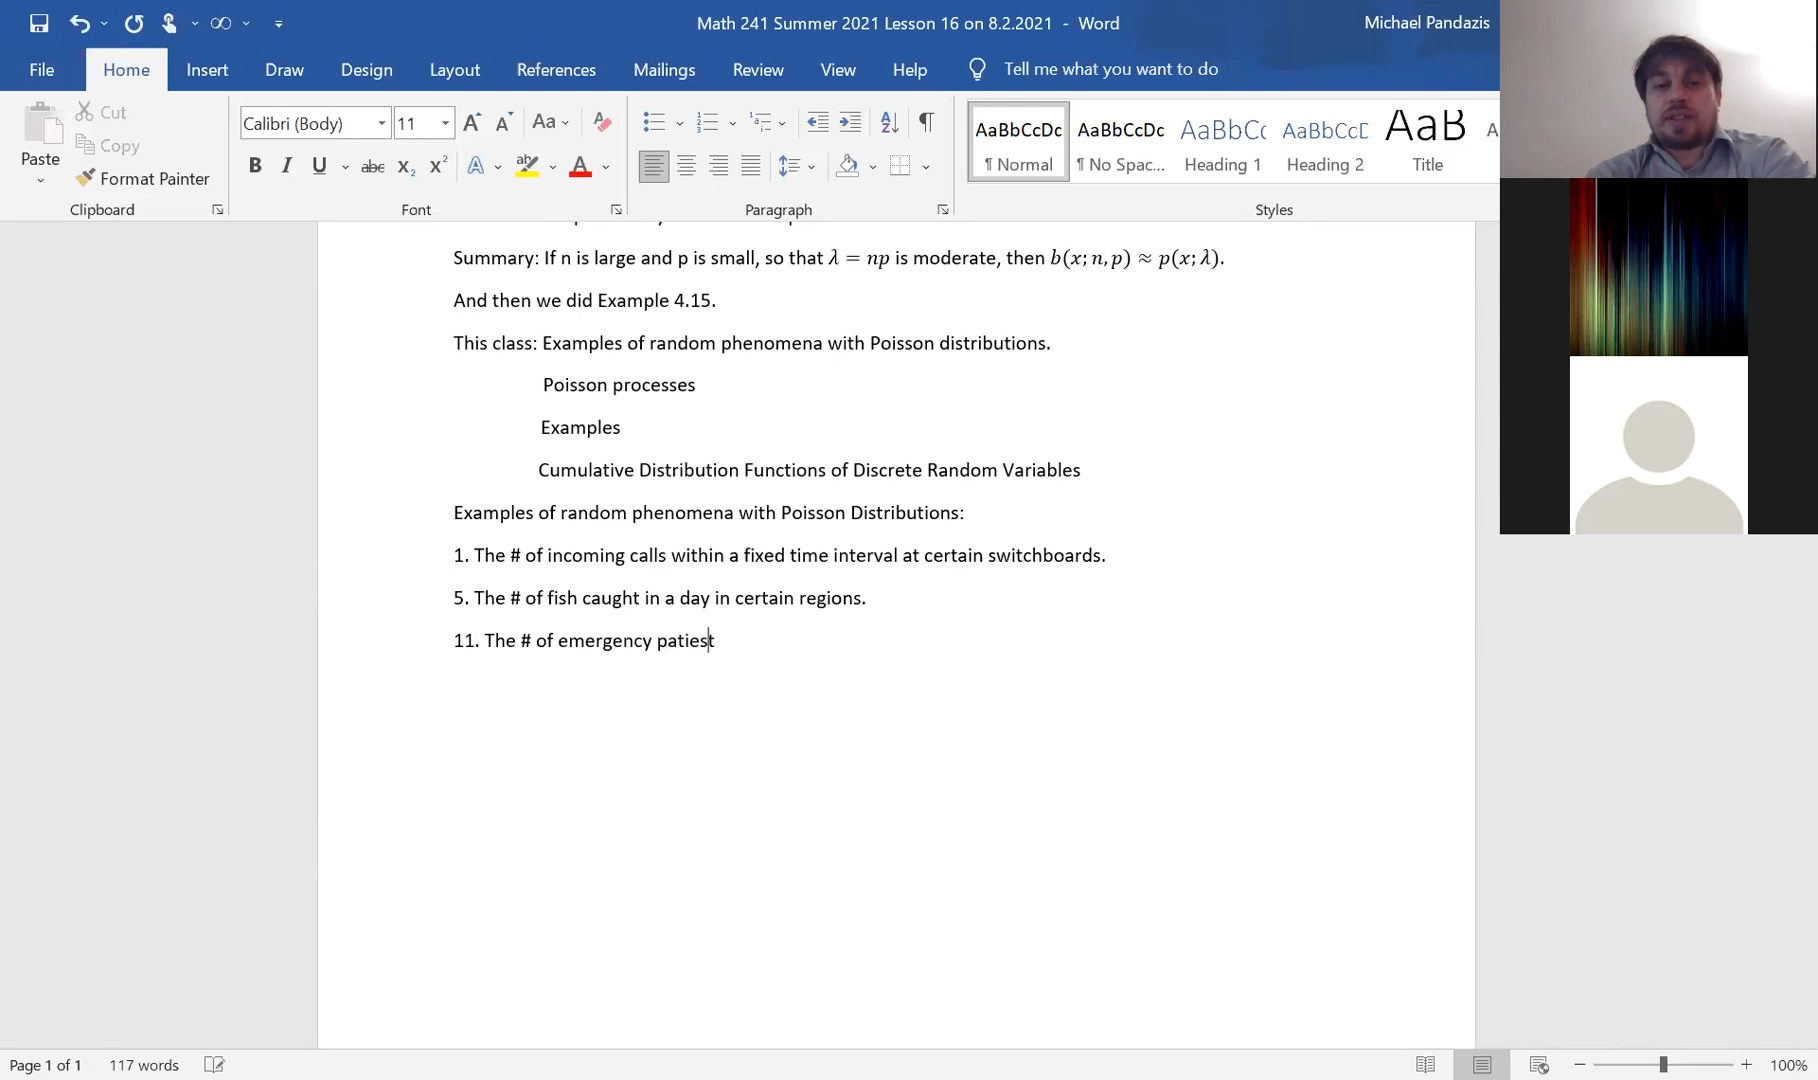 Math 241 Summer 2021 Lesson 16 on 8.2.2021 - Word
Michael Pandazis
File Home Insert Draw Design Layout References Mailings Review View Help Tell me what you want to do
Paste
Cut
Copy
Format Painter
Clipboard
Calibri (Body) 11 Aa
B I U abc x₂ x² A A
Font
Paragraph
AaBbCcDc AaBbCcDc AaBbCc AaBbCcD AaB A
¶ Normal ¶ No Spac... Heading 1 Heading 2 Title
Styles
Summary: If n is large and p is small, so that λ = np is moderate, then b(x; n, p) ≈ p(x; λ).
And then we did Example 4.15.
This class: Examples of random phenomena with Poisson distributions.
Poisson processes
Examples
Cumulative Distribution Functions of Discrete Random Variables
Examples of random phenomena with Poisson Distributions:
1. The # of incoming calls within a fixed time interval at certain switchboards.
5. The # of fish caught in a day in certain regions.
11. The # of emergency patiest
Page 1 of 1 117 words
100%